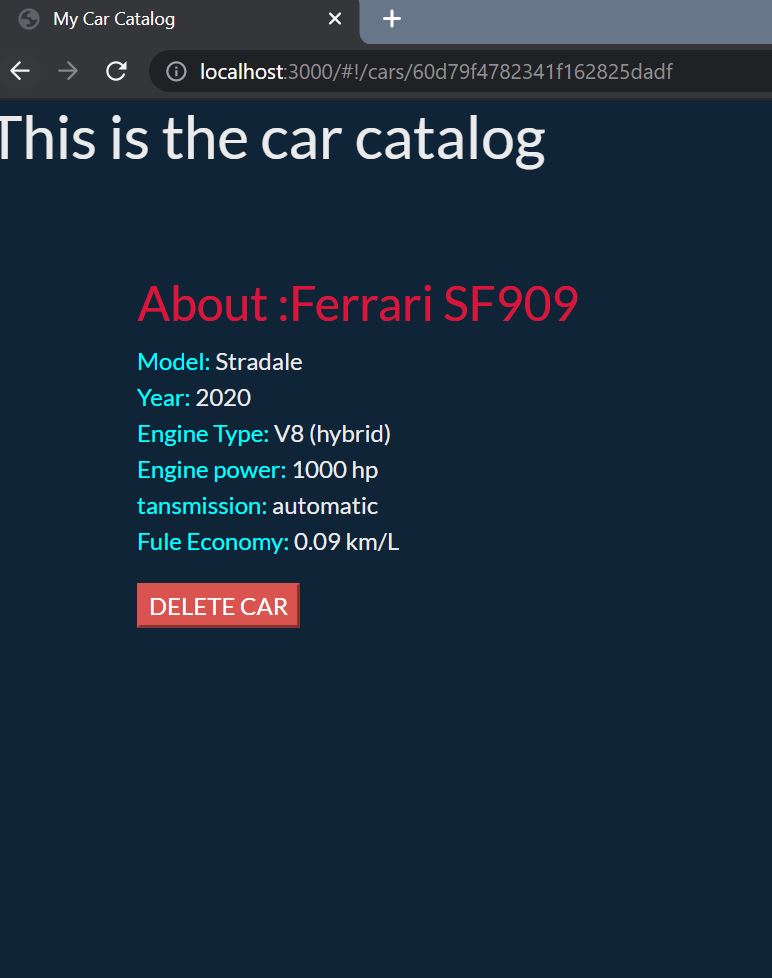 My Car Catalog
localhost:3000/#!/cars/60d79f4782341f162825dadf
This is the car catalog
About :Ferrari SF909
Model: Stradale
Year: 2020
Engine Type: V8 (hybrid)
Engine power: 1000 hp
tansmission: automatic
Fule Economy: 0.09 km/L
DELETE CAR